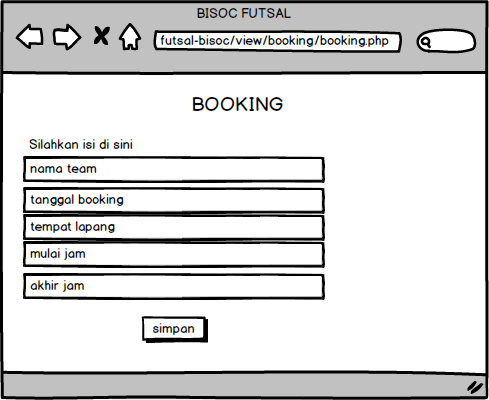 BISOC FUTSAL
futsal-bisoc/view/booking/booking.php
BOOKING
Silahkan isi di sini
nama team
tanggal booking
tempat lapang
mulai jam
akhir jam
simpan